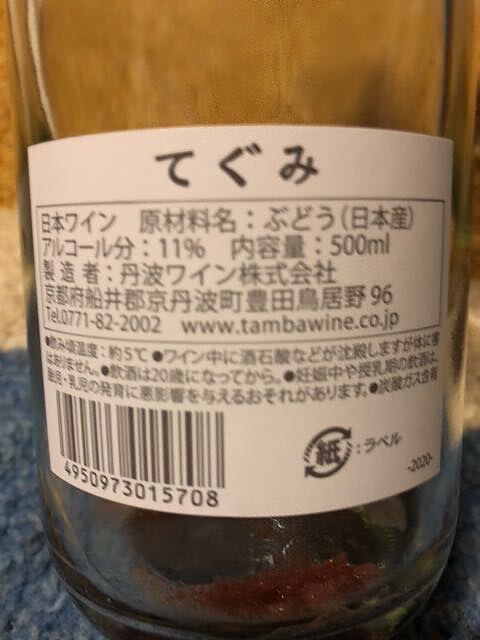 てぐみ
日本ワイン 原材料名：ぶどう（日本産）
アルコール分：11% 内容量：500ml
製造者：丹波ワイン株式会社
京都府船井郡京丹波町豊田鳥居野 96
Tel.0771-82-2002 www.tambawine.co.jp
●飲み頃温度：約5℃ ●ワイン中に酒石酸などが沈殿しますが体に害
はありません。●飲酒は20歳になってから。●妊娠中や授乳期の飲酒は、
胎児・乳児の発育に悪影響を与えるおそれがあります。●炭酸ガス含有
4950973015708
紙：ラベル
-2020-